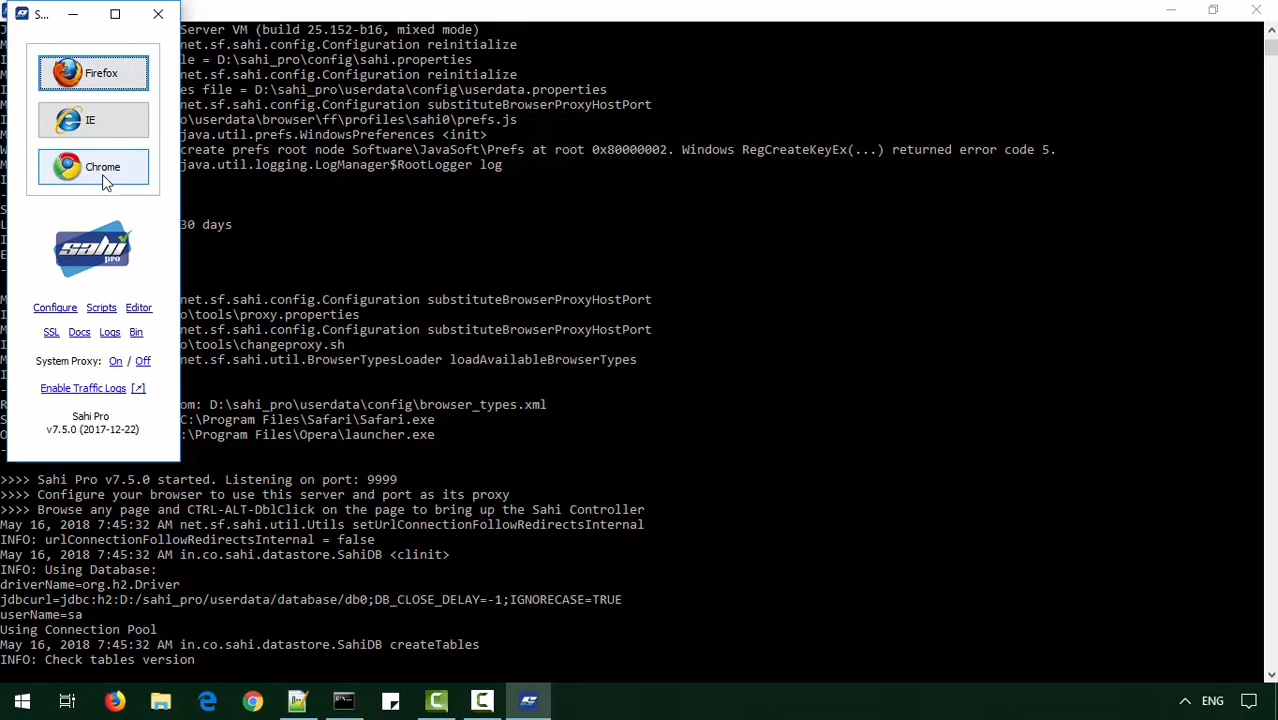 S...
Firefox
IE
Chrome
sahi
pro
Configure Scripts Editor
SSL Docs Logs Bin
System Proxy: On / Off
Enable Traffic Logs [↗]
Sahi Pro
v7.5.0 (2017-12-22)
Server VM (build 25.152-b16, mixed mode)
net.sf.sahi.config.Configuration reinitialize
le = D:\sahi_pro\config\sahi.properties
net.sf.sahi.config.Configuration reinitialize
es file = D:\sahi_pro\userdata\config\userdata.properties
net.sf.sahi.config.Configuration substituteBrowserProxyHostPort
o\userdata\browser\ff\profiles\sahi0\prefs.js
java.util.prefs.WindowsPreferences <init>
create prefs root node Software\JavaSoft\Prefs at root 0x80000002. Windows RegCreateKeyEx(...) returned error code 5.
java.util.logging.LogManager$RootLogger log
30 days
net.sf.sahi.config.Configuration substituteBrowserProxyHostPort
o\tools\proxy.properties
net.sf.sahi.config.Configuration substituteBrowserProxyHostPort
o\tools\changeproxy.sh
net.sf.sahi.util.BrowserTypesLoader loadAvailableBrowserTypes
om: D:\sahi_pro\userdata\config\browser_types.xml
C:\Program Files\Safari\Safari.exe
:\Program Files\Opera\launcher.exe
>>>> Sahi Pro v7.5.0 started. Listening on port: 9999
>>>> Configure your browser to use this server and port as its proxy
>>>> Browse any page and CTRL-ALT-DblClick on the page to bring up the Sahi Controller
May 16, 2018 7:45:32 AM net.sf.sahi.util.Utils setUrlConnectionFollowRedirectsInternal
INFO: urlConnectionFollowRedirectsInternal = false
May 16, 2018 7:45:32 AM in.co.sahi.datastore.SahiDB <clinit>
INFO: Using Database:
driverName=org.h2.Driver
jdbcurl=jdbc:h2:D:/sahi_pro/userdata/database/db0;DB_CLOSE_DELAY=-1;IGNORECASE=TRUE
userName=sa
Using Connection Pool
May 16, 2018 7:45:32 AM in.co.sahi.datastore.SahiDB createTables
INFO: Check tables version
ENG